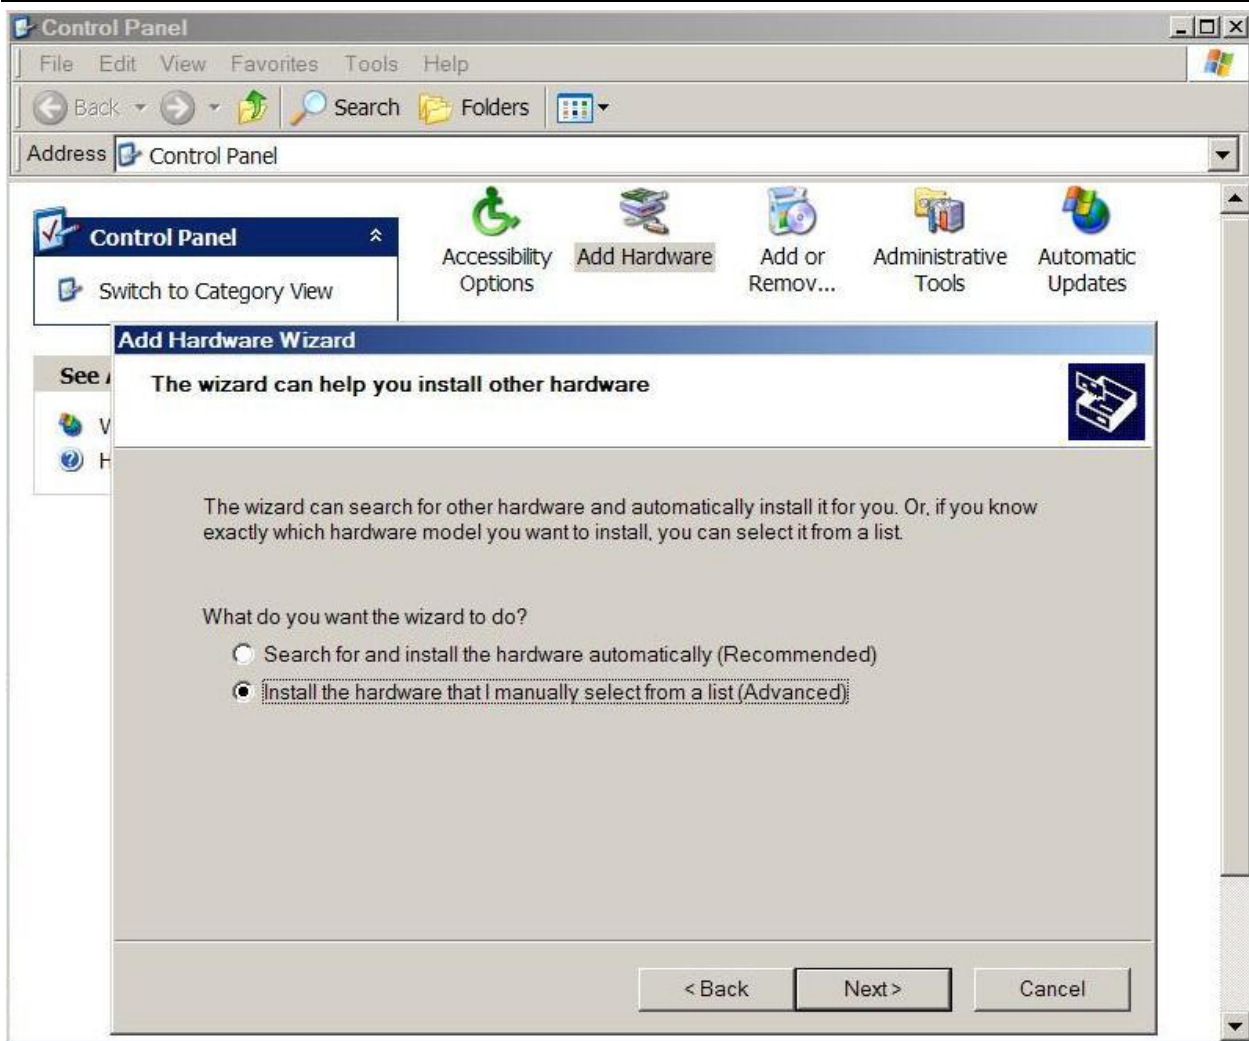 Control Panel
File Edit View Favorites Tools Help
Back Search Folders
Address Control Panel
Control Panel
Switch to Category View
Accessibility Options
Add Hardware
Add or Remov...
Administrative Tools
Automatic Updates
See
Add Hardware Wizard
The wizard can help you install other hardware
The wizard can search for other hardware and automatically install it for you. Or, if you know
exactly which hardware model you want to install, you can select it from a list.
What do you want the wizard to do?
Search for and install the hardware automatically (Recommended)
Install the hardware that I manually select from a list (Advanced)
< Back Next > Cancel